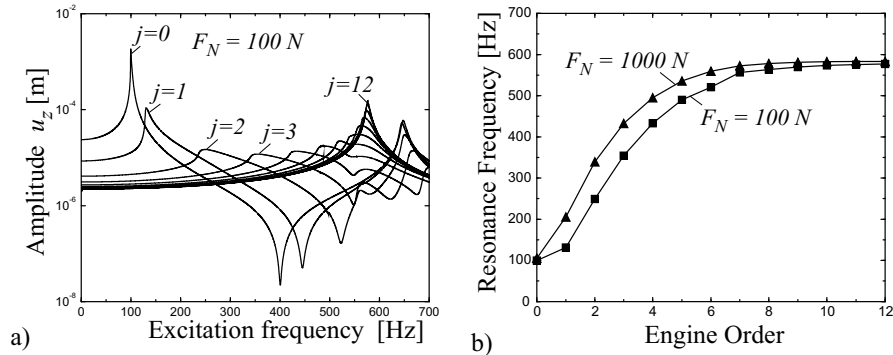 10⁻²
10⁻⁴
10⁻⁶
10⁻⁸
Amplitude u_z [m]
j=0
F_N = 100 N
j=1
j=2
j=3
j=12
0 100 200 300 400 500 600 700
Excitation frequency [Hz]
a)
700
600
500
400
300
200
100
0
Resonance Frequency [Hz]
F_N = 1000 N
F_N = 100 N
0 2 4 6 8 10 12
Engine Order
b)